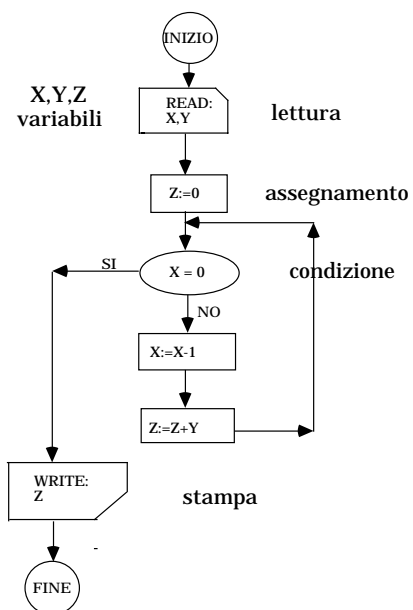 INIZIO
X,Y,Z
variabili
READ:
X,Y
lettura
Z:=0
assegnamento
SI
X = 0
condizione
NO
X:=X-1
Z:=Z+Y
WRITE:
Z
stampa
-
FINE